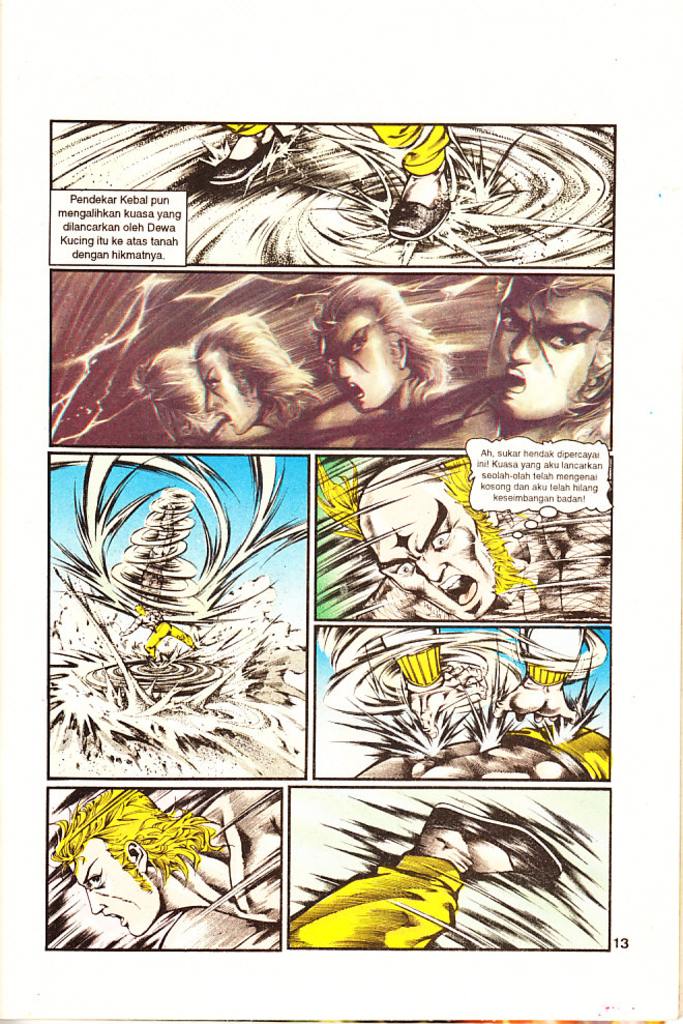 Pendekar Kebal pun
mengalihkan kuasa yang
dilancarkan oleh Dewa
Kucing itu ke atas tanah
dengan hikmatnya.
Ah, sukar hendak dipercayai
ini! Kuasa yang aku lancarkan
seolah-olah telah mengenai
kosong dan aku telah hilang
keseimbangan badan!
13